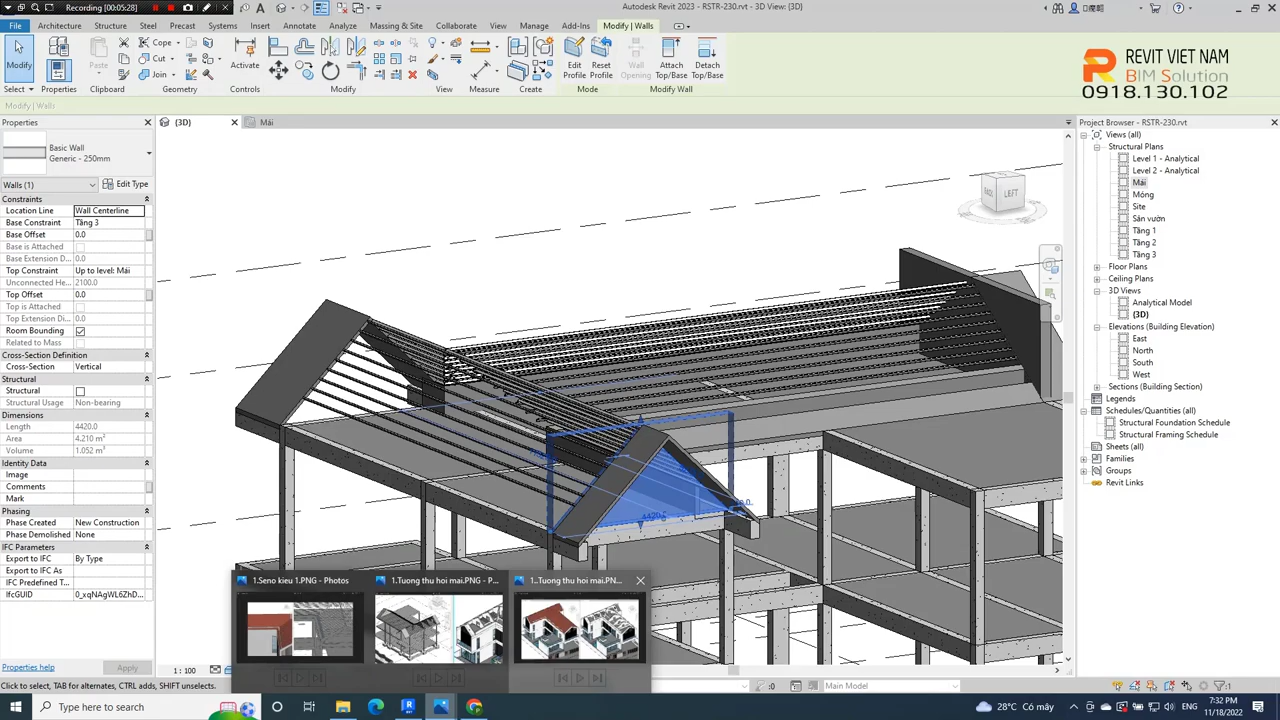 Recording [00:05:28]
Autodesk Revit 2023 - RSTR-230.rvt - 3D View: {3D}
File Architecture Structure Steel Precast Systems Insert Annotate Analyze Massing & Site Collaborate View Manage Add-Ins Modify | Walls
Modify
Select
Properties
Paste
Clipboard
Cope
Cut
Join
Geometry
Activate
Controls
Modify
View
Measure
Create
Edit Profile
Reset Profile
Mode
Wall Opening
Attach Top/Base
Detach Top/Base
Modify Wall
REVIT VIET NAM
BIM Solution
0918.130.102
Modify | Walls
Properties
Basic Wall
Generic - 250mm
Walls (1)
Edit Type
Constraints
Location Line Wall Centerline
Base Constraint Tầng 3
Base Offset 0.0
Base is Attached
Base Extension D...
Top Constraint Up to level: Mái
Unconnected He... 2100.0
Top Offset 0.0
Top is Attached
Top Extension Di...
Room Bounding
Related to Mass
Cross-Section Definition
Cross-Section Vertical
Structural
Structural
Structural Usage Non-bearing
Dimensions
Length 4420.0
Area 4.210 m²
Volume 1.052 m³
Identity Data
Image
Comments
Mark
Phasing
Phase Created New Construction
Phase Demolished None
IFC Parameters
Export to IFC By Type
Export to IFC As
IFC Predefined T...
IfcGUID
Properties help
Apply
{3D}
Mái
BACK
LEFT
Project Browser - RSTR-230.rvt
Views (all)
Structural Plans
Level 1 - Analytical
Level 2 - Analytical
Mái
Móng
Site
Sân vườn
Tầng 1
Tầng 2
Tầng 3
Floor Plans
Ceiling Plans
3D Views
Analytical Model
{3D}
Elevations (Building Elevation)
East
North
South
West
Sections (Building Section)
Legends
Schedules/Quantities (all)
Structural Foundation Schedule
Structural Framing Schedule
Sheets (all)
Families
Groups
Revit Links
1.Seno kieu 1.PNG - Photos
1.Tuong thu hoi mai.PNG - P...
1..Tuong thu hoi mai.PN...
1 : 100
Click to select, TAB for alternates, CTRL adds, SHIFT unselects.
:0
Main Model
:1
Type here to search
28°C Có mây
ENG
7:32 PM
11/18/2022